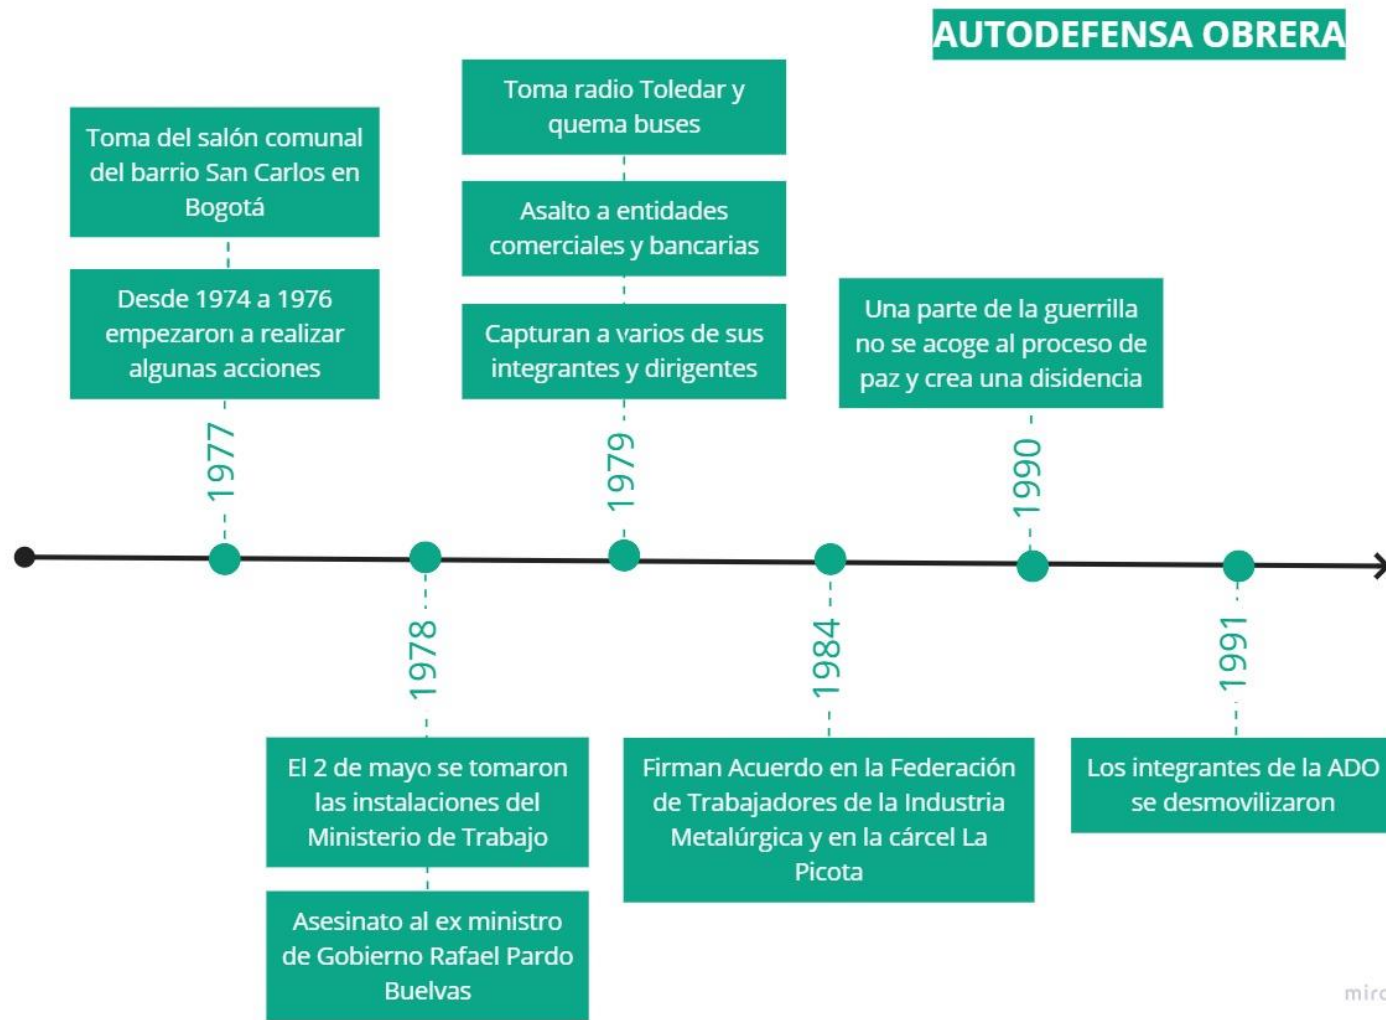 AUTODEFENSA OBRERA
Toma del salón comunal
del barrio San Carlos en
Bogotá
Desde 1974 a 1976
empezaron a realizar
algunas acciones
1977
El 2 de mayo se tomaron
las instalaciones del
Ministerio de Trabajo
Asesinato al ex ministro
de Gobierno Rafael Pardo
Buelvas
1978
Toma radio Toledar y
quema buses
Asalto a entidades
comerciales y bancarias
Capturan a varios de sus
integrantes y dirigentes
1979
Firman Acuerdo en la Federación
de Trabajadores de la Industria
Metalúrgica y en la cárcel La
Picota
1984
Una parte de la guerrilla
no se acoge al proceso de
paz y crea una disidencia
1990
Los integrantes de la ADO
se desmovilizaron
1991